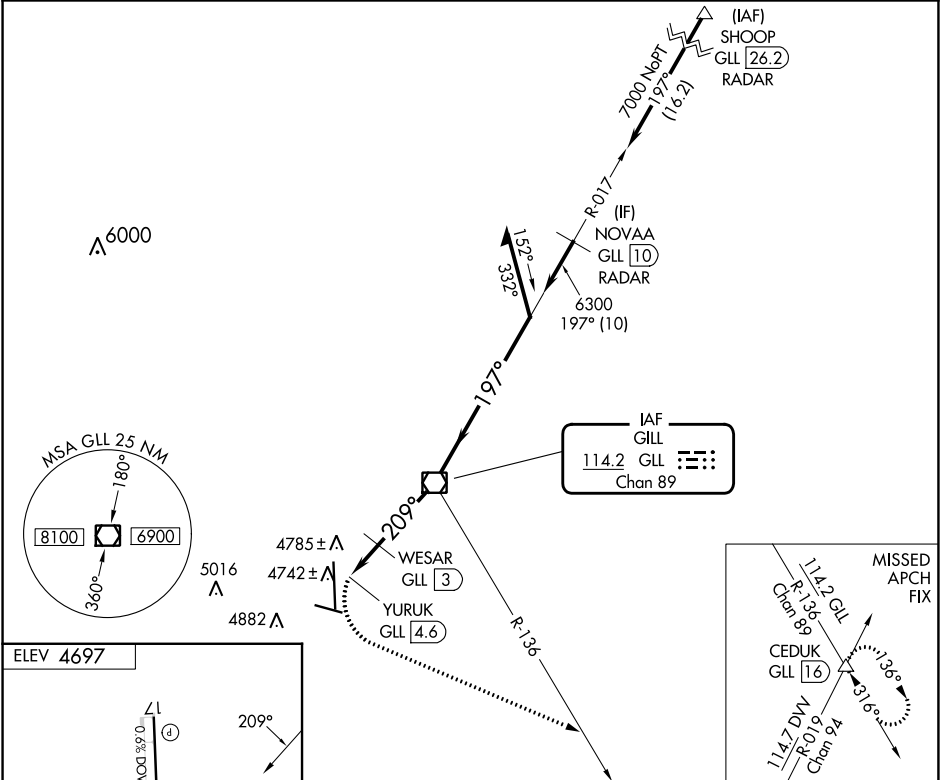 (IAF)
SHOOP
GLL 26.2
RADAR
7000 NoPT
197°
(16.2)
R-017
(IF)
NOVAA
GLL 10
RADAR
6000
152°
332°
6300
197° (10)
197°
IAF
GILL
114.2 GLL
Chan 89
MSA GLL 25 NM
180°
8100
6900
360°
209°
4785±
4742±
WESAR
GLL 3
5016
4882
YURUK
GLL 4.6
R-136
MISSED
APCH
FIX
114.2 GLL
R-136
Chan 89
CEDUK
GLL 16
136°
316°
114.7 DVV
R-019
Chan 94
ELEV 4697
17
P
0.6% DOW
209°